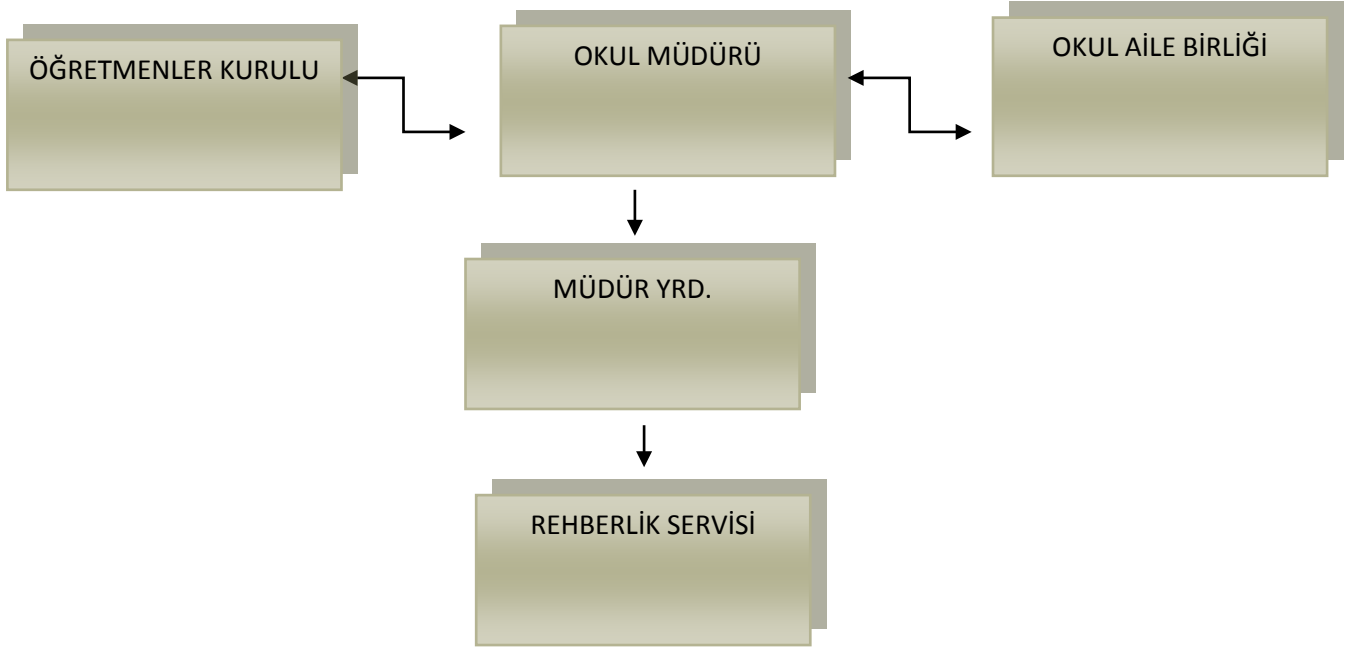 ÖĞRETMENLER KURULU
OKUL MÜDÜRÜ
OKUL AİLE BİRLİĞİ
MÜDÜR YRD.
REHBERLİK SERVİSİ